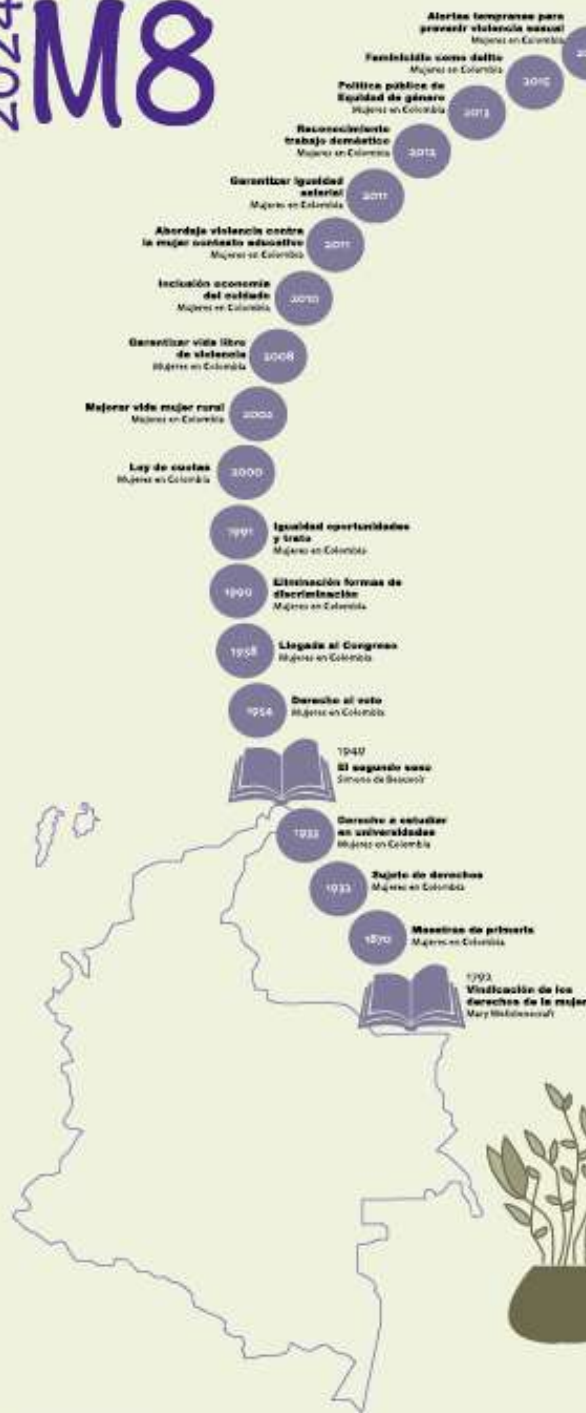 2024
M8
Alertas tempranas para
prevenir violencia sexual
Mujeres en Colombia
Feminicidio como delito
Mujeres en Colombia
2015
Política pública de
Equidad de género
Mujeres en Colombia
2013
Reconocimiento
trabajo doméstico
Mujeres en Colombia
2012
Garantizar igualdad
salarial
Mujeres en Colombia
2011
Abordaje violencia contra
la mujer contexto educativo
Mujeres en Colombia
2011
Inclusión economía
del cuidado
Mujeres en Colombia
2010
Garantizar vida libre
de violencia
Mujeres en Colombia
2008
Mejorar vida mujer rural
Mujeres en Colombia
2002
Ley de cuotas
Mujeres en Colombia
2000
1991
Igualdad oportunidades
y trato
Mujeres en Colombia
1990
Eliminación formas de
discriminación
Mujeres en Colombia
1958
Llegada al Congreso
Mujeres en Colombia
1954
Derecho al voto
Mujeres en Colombia
1949
El segundo sexo
Simone de Beauvoir
1933
Derecho a estudiar
en universidades
Mujeres en Colombia
1933
Sujeto de derechos
Mujeres en Colombia
1870
Maestras de primaria
Mujeres en Colombia
1792
Vindicación de los
derechos de la mujer
Mary Wollstonecraft